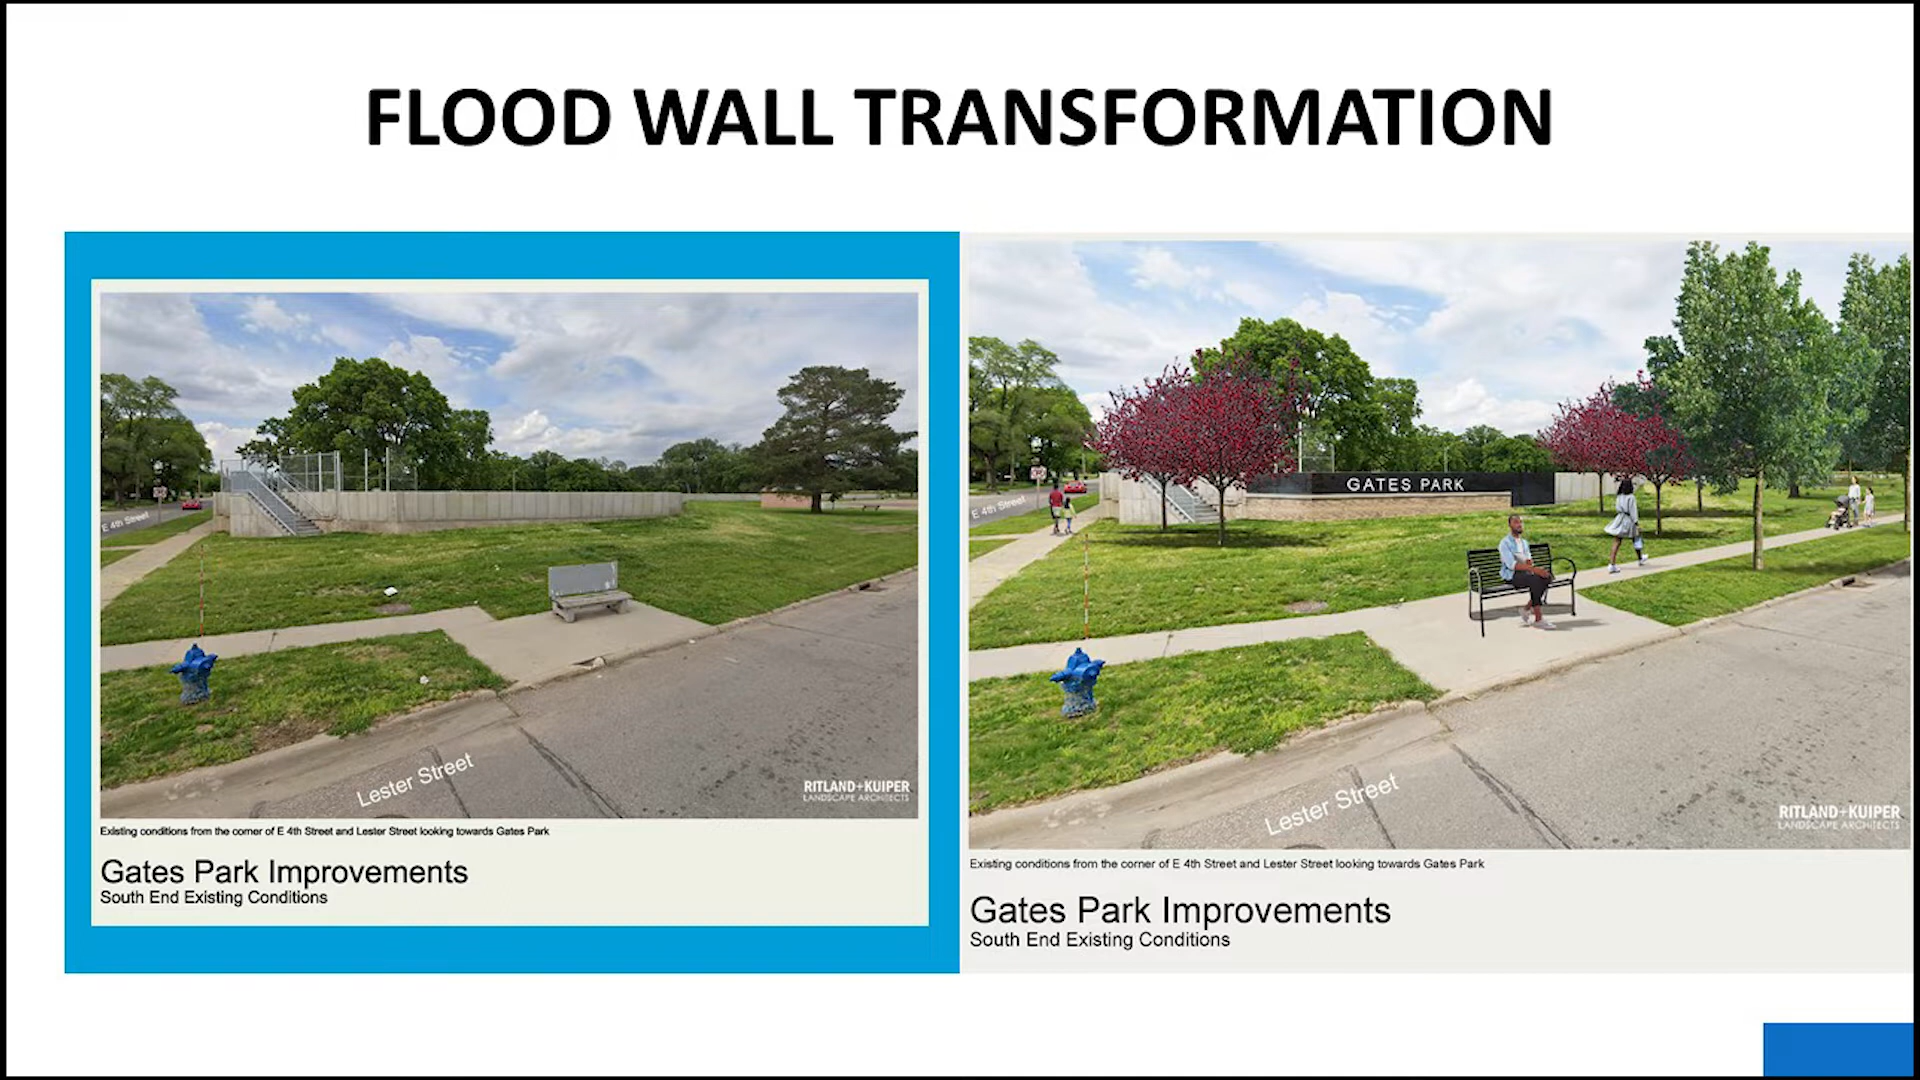 FLOOD WALL TRANSFORMATION
E 4th Street
Lester Street
RITLAND+KUIPER
LANDSCAPE ARCHITECTS
Existing conditions from the corner of E 4th Street and Lester Street looking towards Gates Park
Gates Park Improvements
South End Existing Conditions
E 4th Street
GATES PARK
Lester Street
RITLAND+KUIPER
LANDSCAPE ARCHITECTS
Existing conditions from the corner of E 4th Street and Lester Street looking towards Gates Park
Gates Park Improvements
South End Existing Conditions